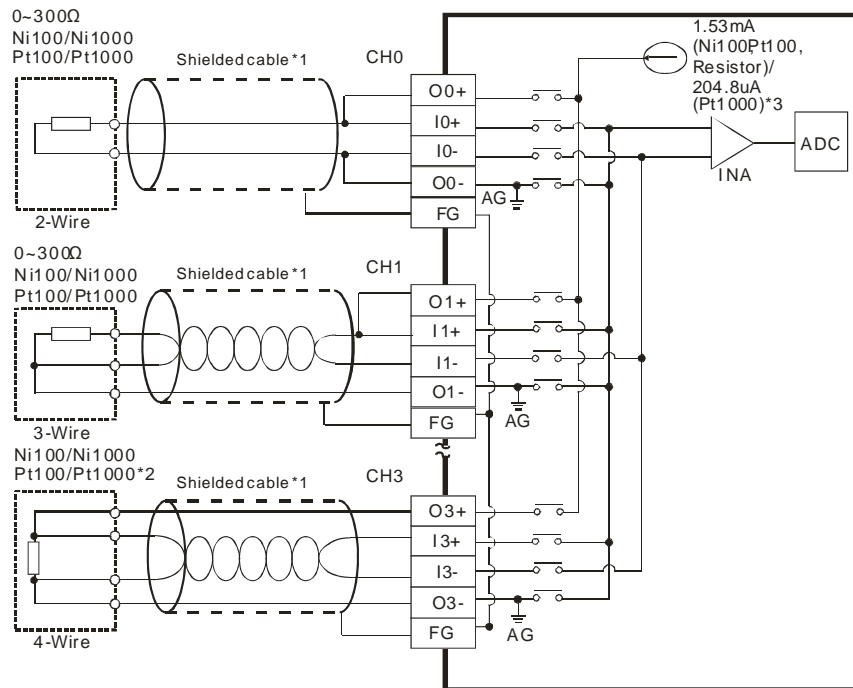 0~300Ω
Ni100/Ni1000
Pt100/Pt1000
Shielded cable *1
CH0
O0+
I0+
I0-
O0-
FG
AG
2-Wire
1.53mA
(Ni100,Pt100,
Resistor)/
204.8uA
(Pt1000)*3
INA
ADC
0~300Ω
Ni100/Ni1000
Pt100/Pt1000
Shielded cable *1
CH1
O1+
I1+
I1-
O1-
FG
AG
3-Wire
Ni100/Ni1000
Pt100/Pt1000*2
Shielded cable *1
CH3
O3+
I3+
I3-
O3-
FG
AG
4-Wire